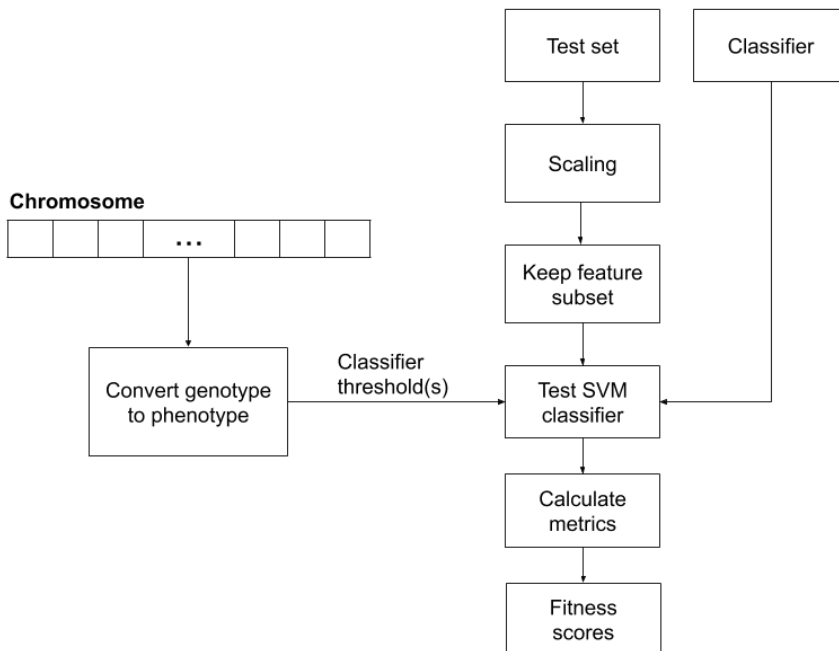 Test set
Classifier
Scaling
Chromosome
...
Keep feature
subset
Convert genotype
to phenotype
Classifier
threshold(s)
Test SVM
classifier
Calculate
metrics
Fitness
scores